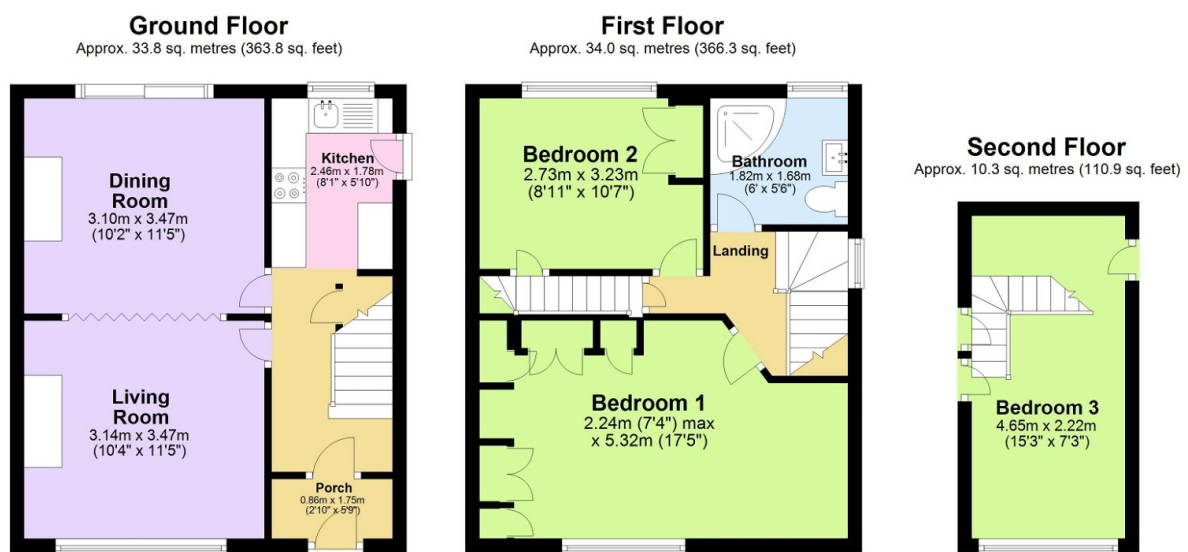 Ground Floor
Approx. 33.8 sq. metres (363.8 sq. feet)
Dining
Room
3.10m x 3.47m
(10'2" x 11'5")
Kitchen
2.46m x 1.78m
(8'1" x 5'10")
Living
Room
3.14m x 3.47m
(10'4" x 11'5")
Porch
0.86m x 1.75m
(2'10" x 5'9")
First Floor
Approx. 34.0 sq. metres (366.3 sq. feet)
Bedroom 2
2.73m x 3.23m
(8'11" x 10'7")
Bathroom
1.82m x 1.68m
(6' x 5'6")
Landing
Bedroom 1
2.24m (7'4") max
x 5.32m (17'5")
Second Floor
Approx. 10.3 sq. metres (110.9 sq. feet)
Bedroom 3
4.65m x 2.22m
(15'3" x 7'3")